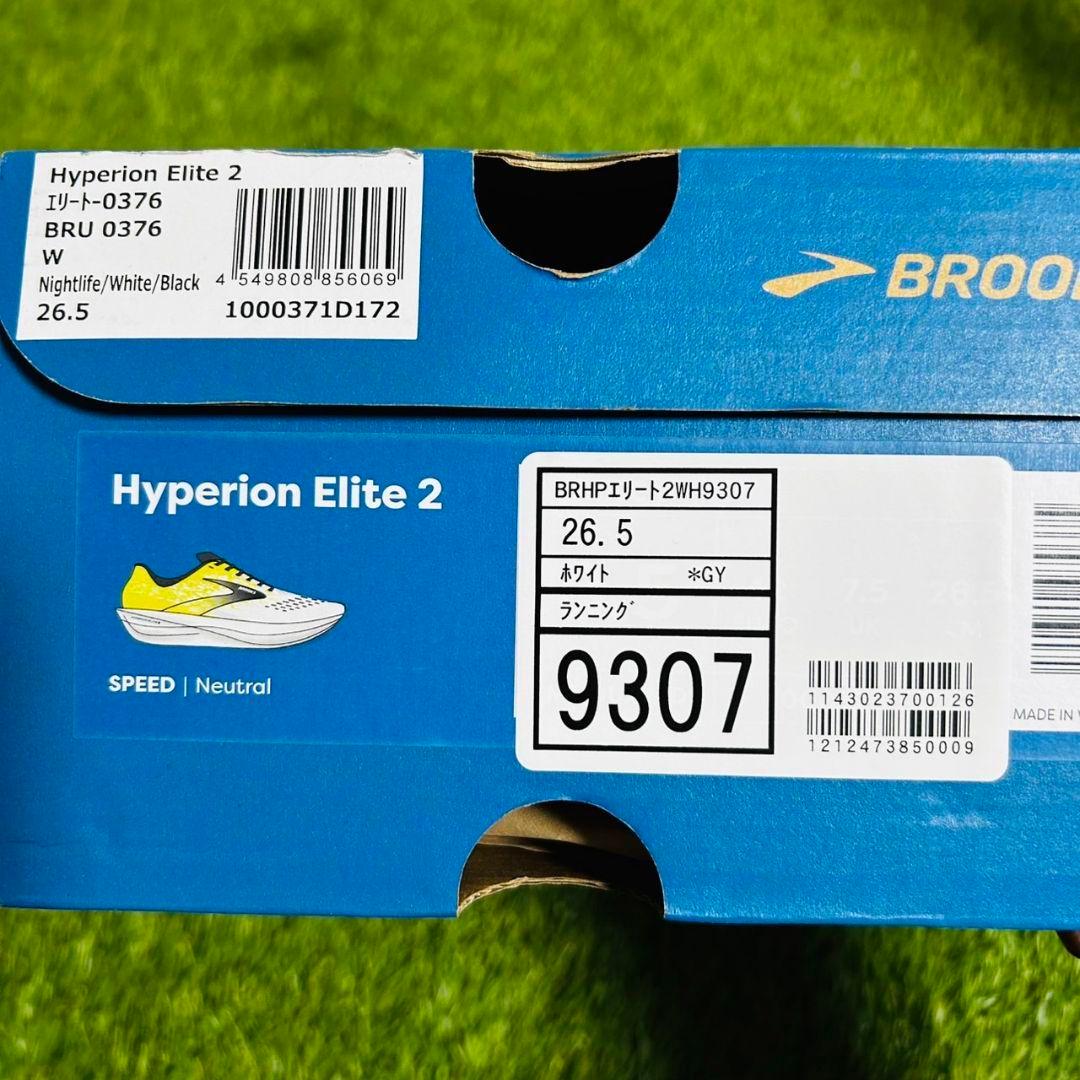 Hyperion Elite 2
ｴﾘｰﾄ-0376
BRU 0376
W
Nightlife/White/Black
4 549808 856069
26.5
1000371D172
Hyperion Elite 2
SPEED | Neutral
BRHPｴﾘｰﾄ2WH9307
26.5
ﾎﾜｲﾄ *GY
ﾗﾝﾆﾝｸﾞ
9307
1143023700126
1212473850009
MADE IN